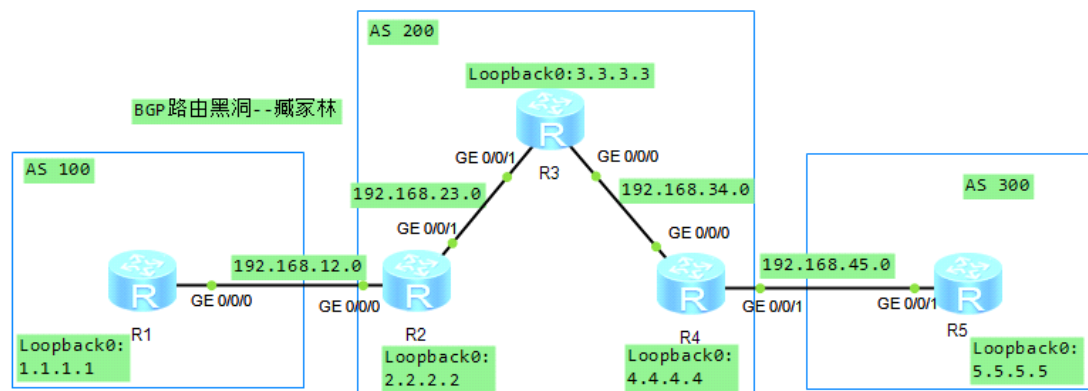 AS 200
Loopback0:3.3.3.3
BGP路由黑洞--臧冢林
R
GE 0/0/1
GE 0/0/0
R3
AS 100
AS 300
192.168.23.0
192.168.34.0
GE 0/0/1
GE 0/0/0
192.168.12.0
192.168.45.0
R
R
R
R
GE 0/0/0
GE 0/0/0
GE 0/0/1
GE 0/0/1
R1
R2
R4
R5
Loopback0:
1.1.1.1
Loopback0:
2.2.2.2
Loopback0:
4.4.4.4
Loopback0:
5.5.5.5